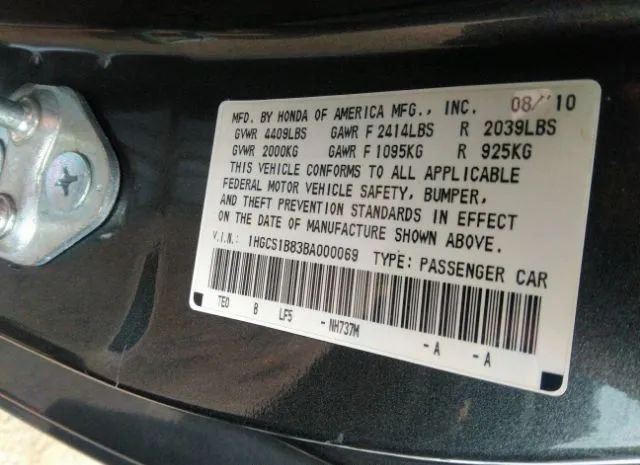 MFD. BY HONDA OF AMERICA MFG., INC. 08/'10
GVWR 4409LBS GAWR F 2414LBS R 2039LBS
GVWR 2000KG GAWR F 1095KG R 925KG
THIS VEHICLE CONFORMS TO ALL APPLICABLE
FEDERAL MOTOR VEHICLE SAFETY, BUMPER,
AND THEFT PREVENTION STANDARDS IN EFFECT
ON THE DATE OF MANUFACTURE SHOWN ABOVE.
V.I.N: 1HGCS1B83BA000069 TYPE: PASSENGER CAR
TE0 B LF5 - NH737M - A - A